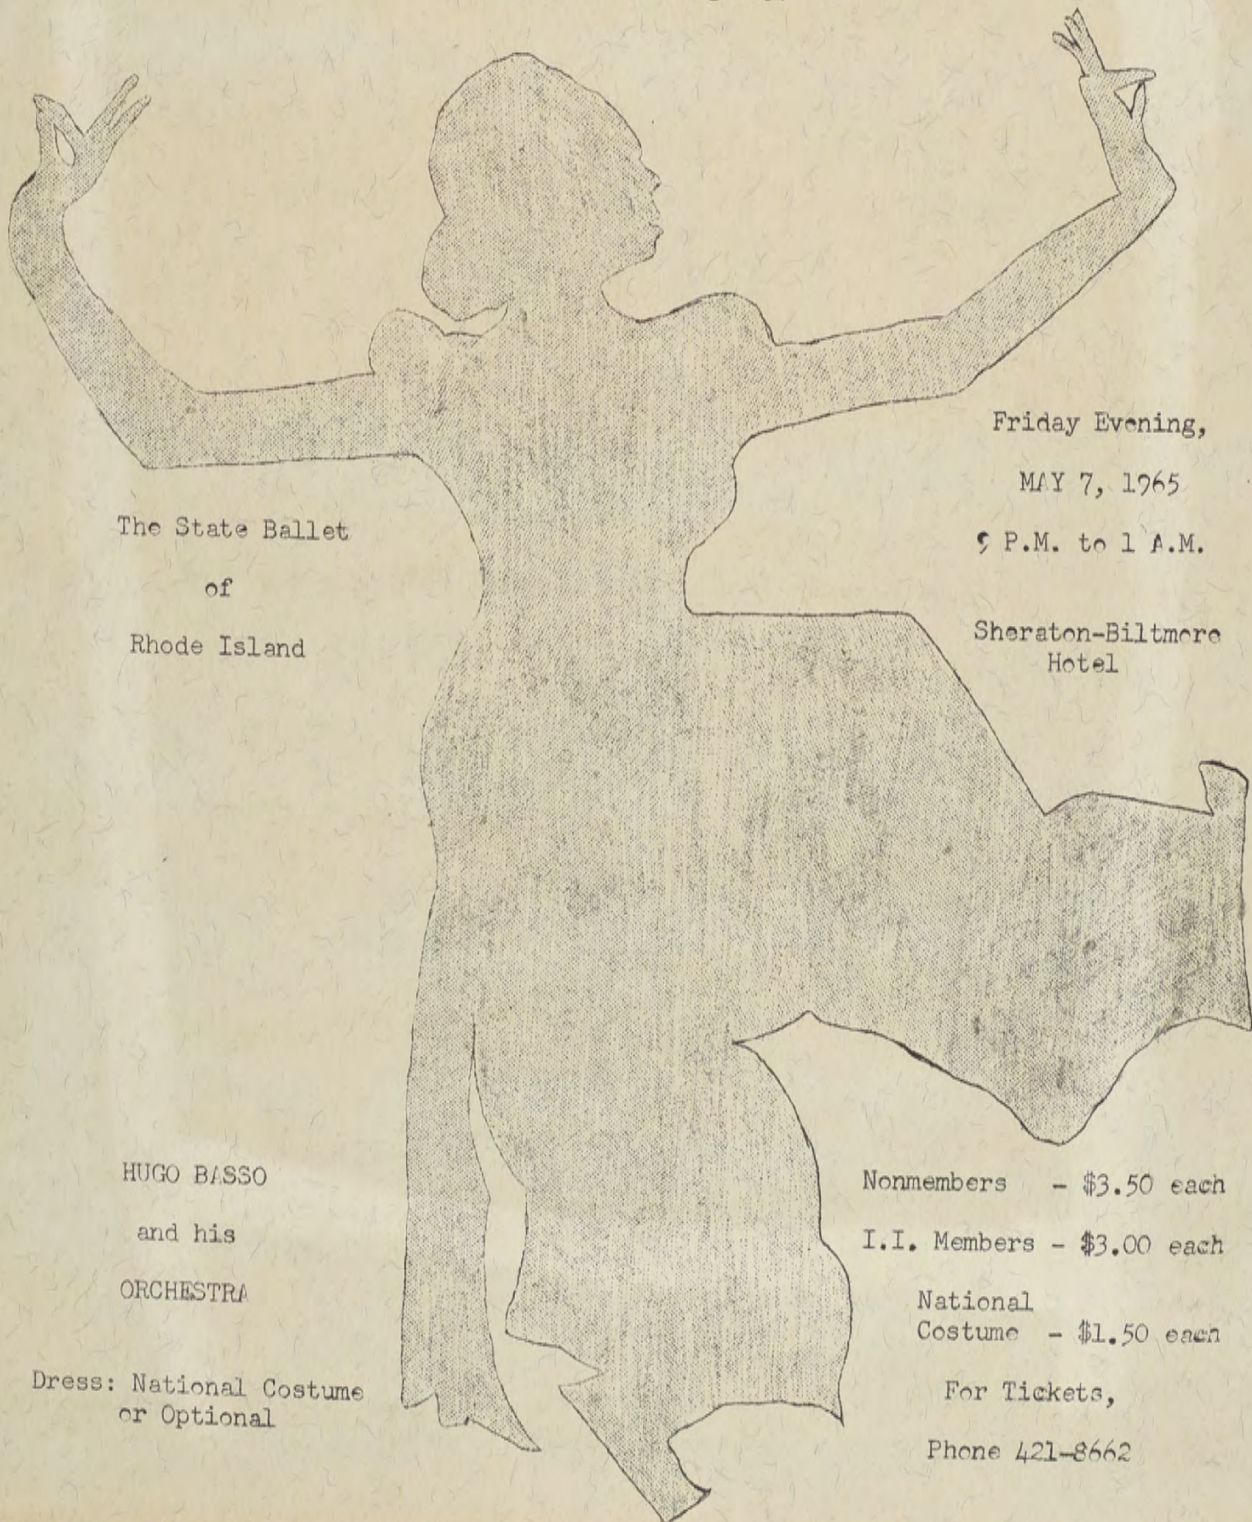 The State Ballet
of
Rhode Island
Friday Evening,
MAY 7, 1965
9 P.M. to 1 A.M.
Sheraton-Biltmore
Hotel
HUGO BASSO
and his
ORCHESTRA
Dress: National Costume
or Optional
Nonmembers - $3.50 each
I.I. Members - $3.00 each
National
Costume - $1.50 each
For Tickets,
Phone 421-8662